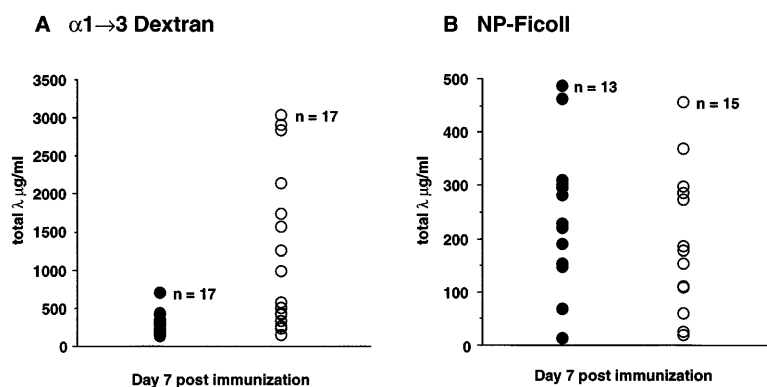 A α1→3 Dextran
total λ µg/ml
3500
3000
2500
2000
1500
1000
500
0
n = 17
n = 17
Day 7 post immunization
B NP-Ficoll
total λ µg/ml
500
400
300
200
100
0
n = 13
n = 15
Day 7 post immunization